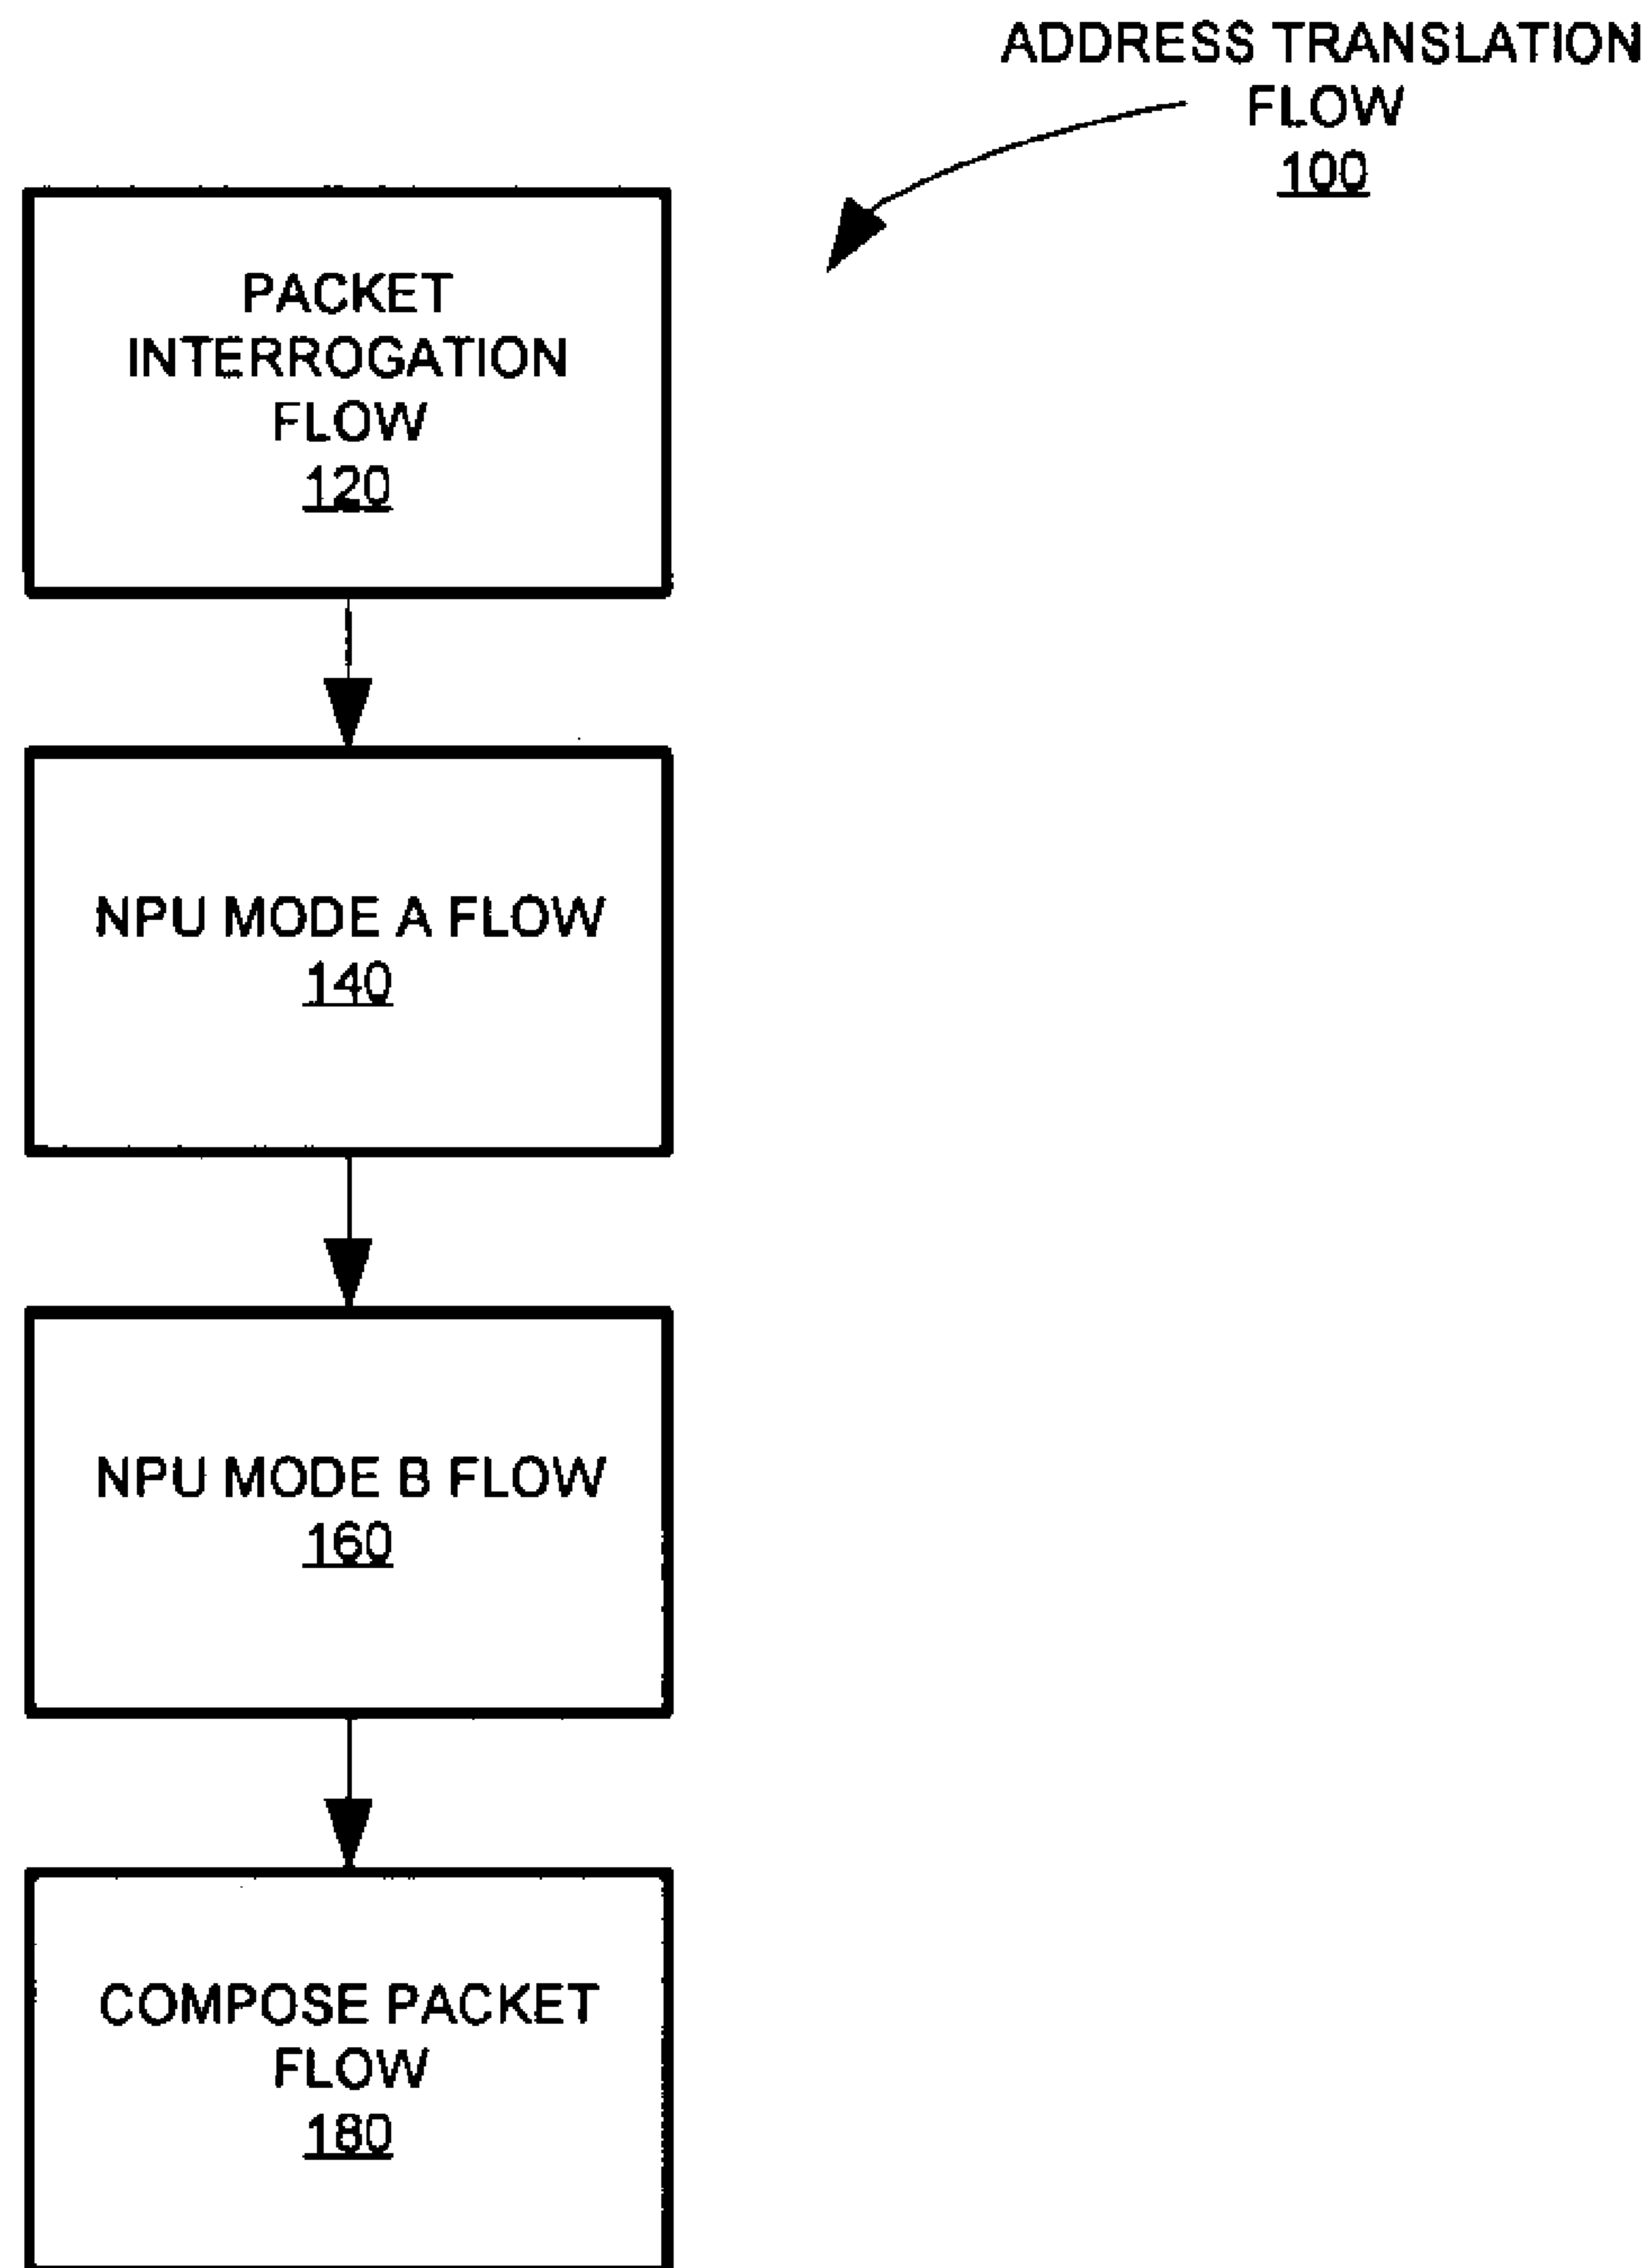 ADDRESS TRANSLATION
FLOW
100
PACKET
INTERROGATION
FLOW
120
NPU MODE A FLOW
140
NPU MODE B FLOW
160
COMPOSE PACKET
FLOW
180